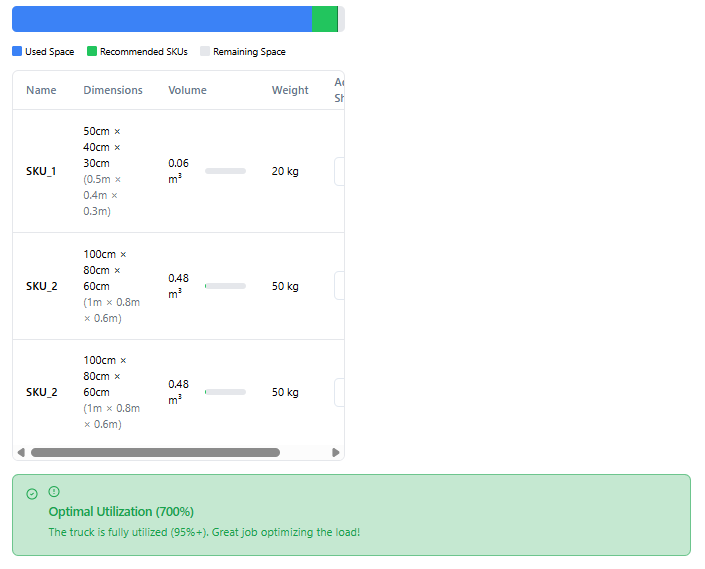 Used Space Recommended SKUs Remaining Space
Name Dimensions Volume Weight
50cm ×
40cm ×
30cm
(0.5m ×
0.4m ×
0.3m)
SKU_1
0.06
m³
20 kg
100cm ×
80cm ×
60cm
(1m × 0.8m
× 0.6m)
SKU_2
0.48
m³
50 kg
100cm ×
80cm ×
60cm
(1m × 0.8m
× 0.6m)
SKU_2
0.48
m³
50 kg
Optimal Utilization (700%)
The truck is fully utilized (95%+). Great job optimizing the load!